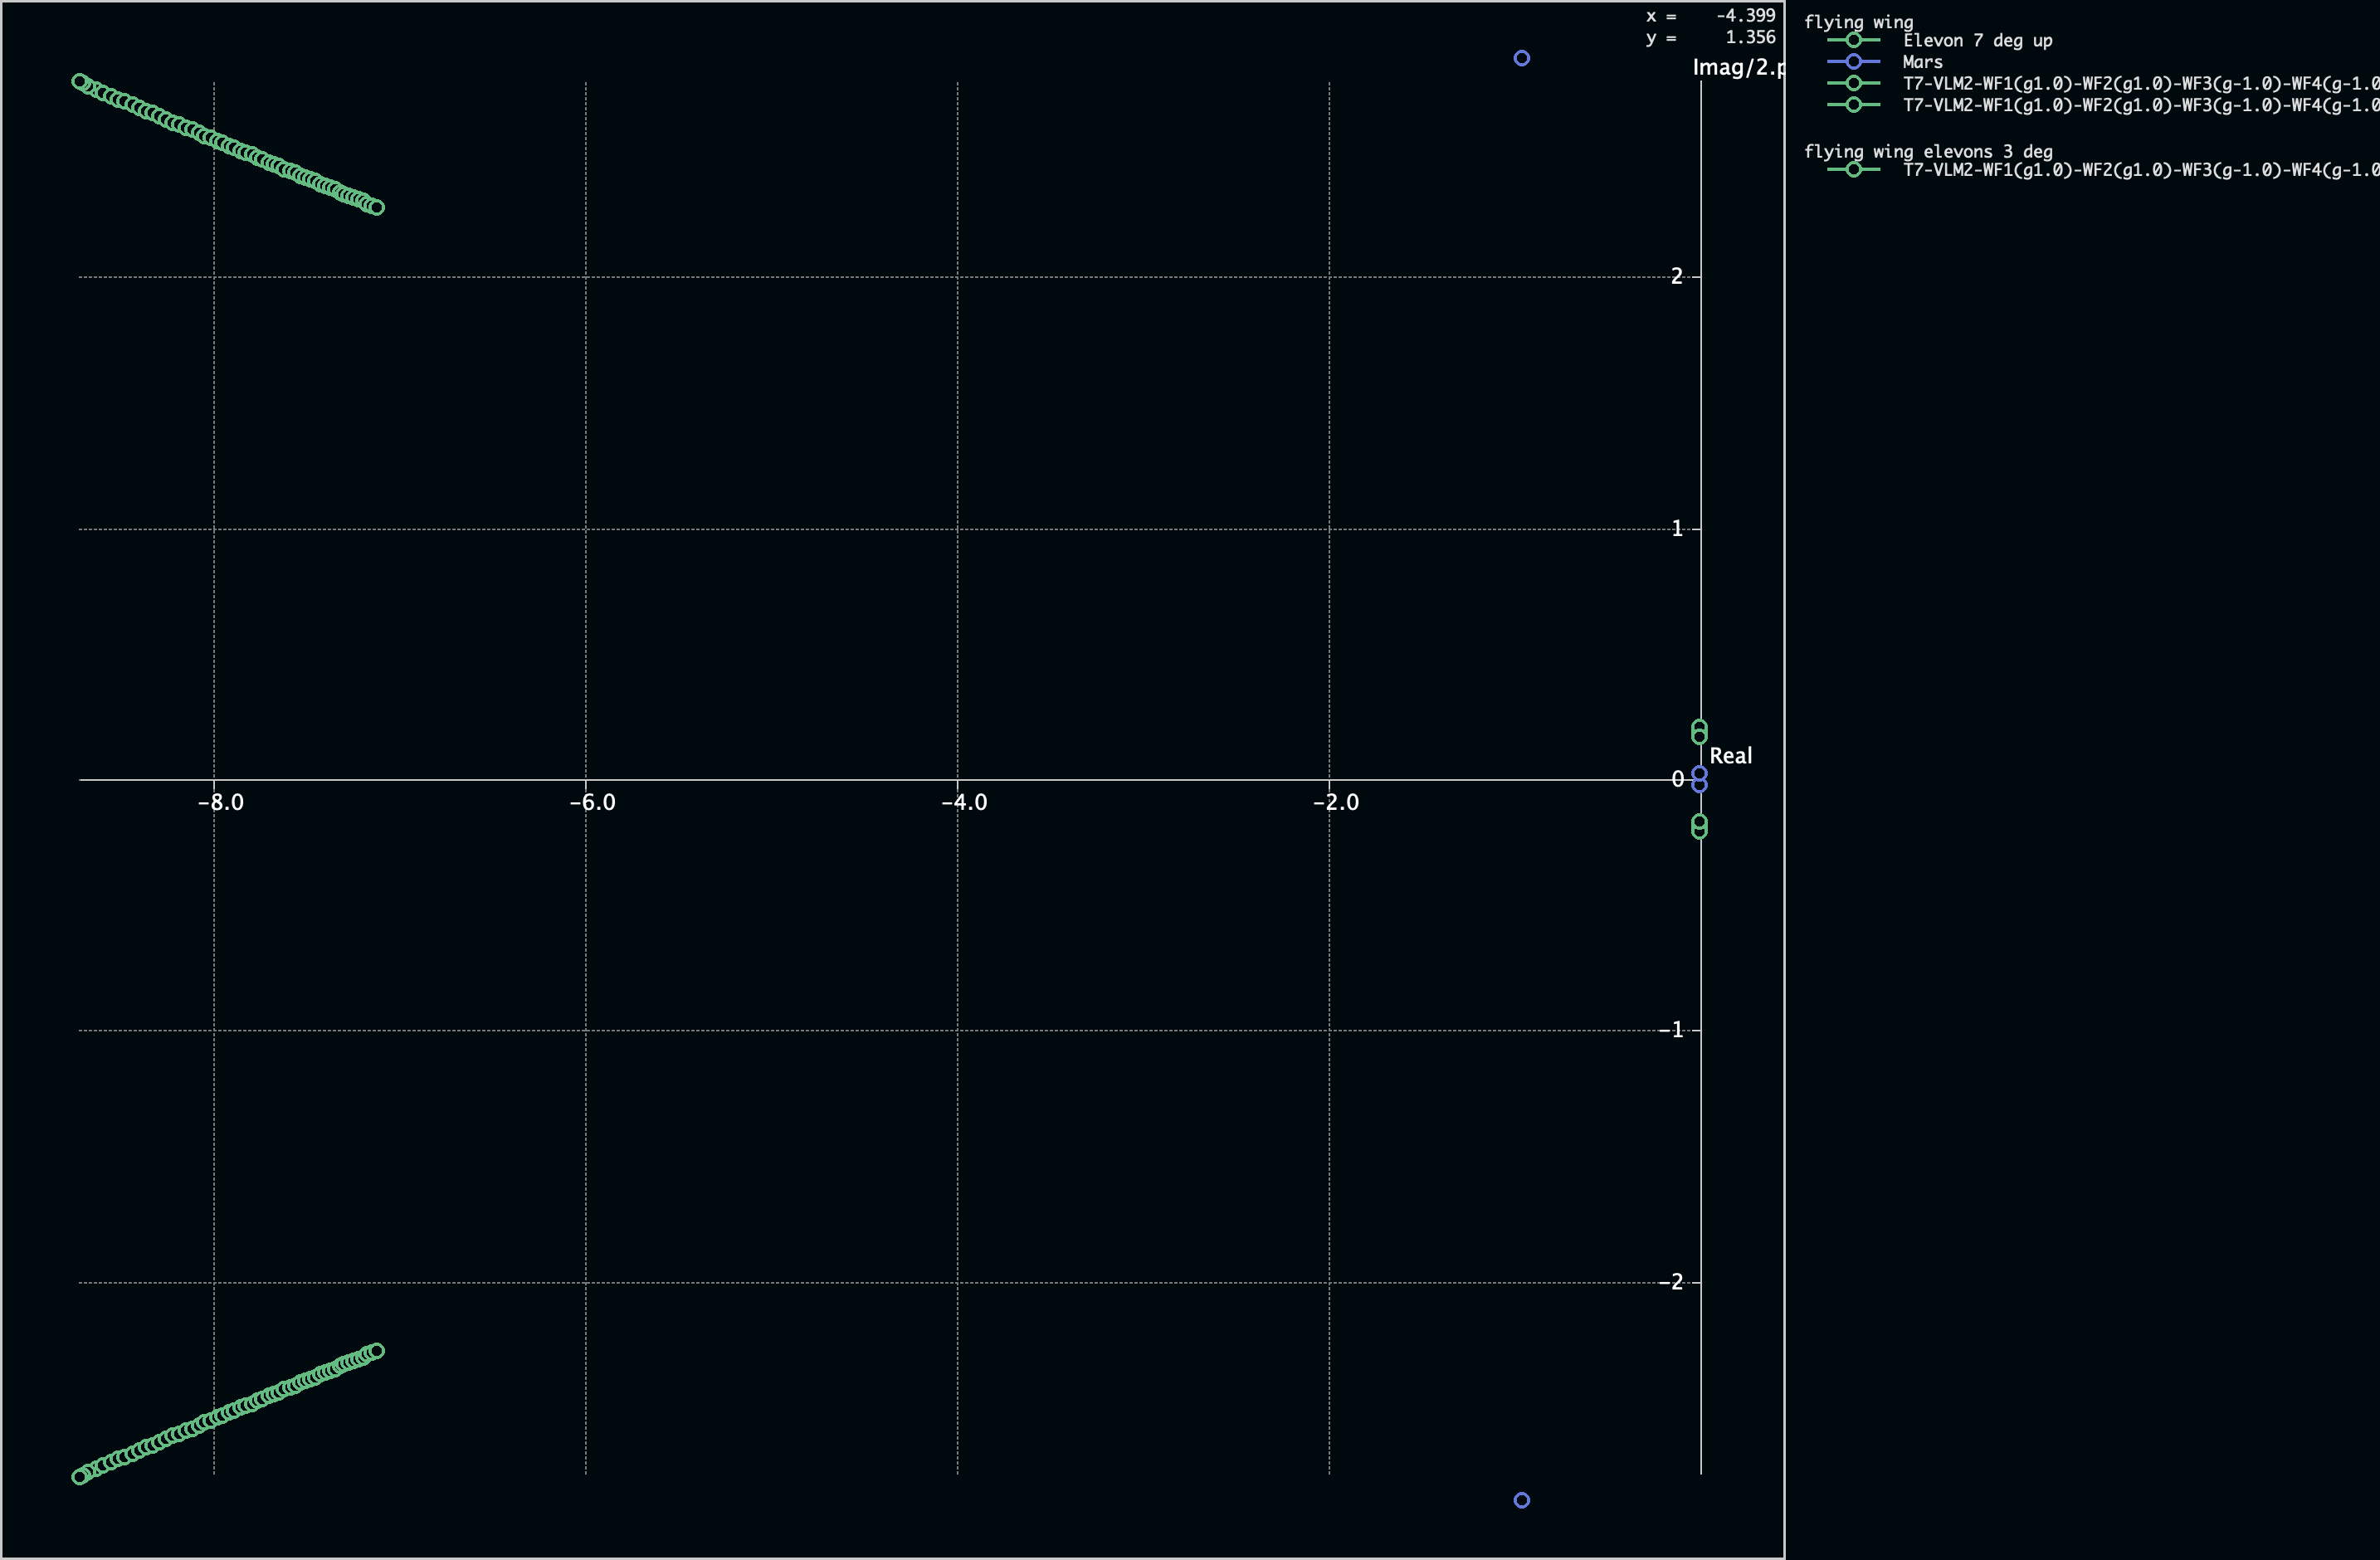 x = -4.399
y = 1.356
Imag/2.p
2
1
Real
0
-8.0 -6.0 -4.0 -2.0
-1
-2
flying wing
Elevon 7 deg up
Mars
T7-VLM2-WF1(g1.0)-WF2(g1.0)-WF3(g-1.0)-WF4(g-1.0
T7-VLM2-WF1(g1.0)-WF2(g1.0)-WF3(g-1.0)-WF4(g-1.0
flying wing elevons 3 deg
T7-VLM2-WF1(g1.0)-WF2(g1.0)-WF3(g-1.0)-WF4(g-1.0